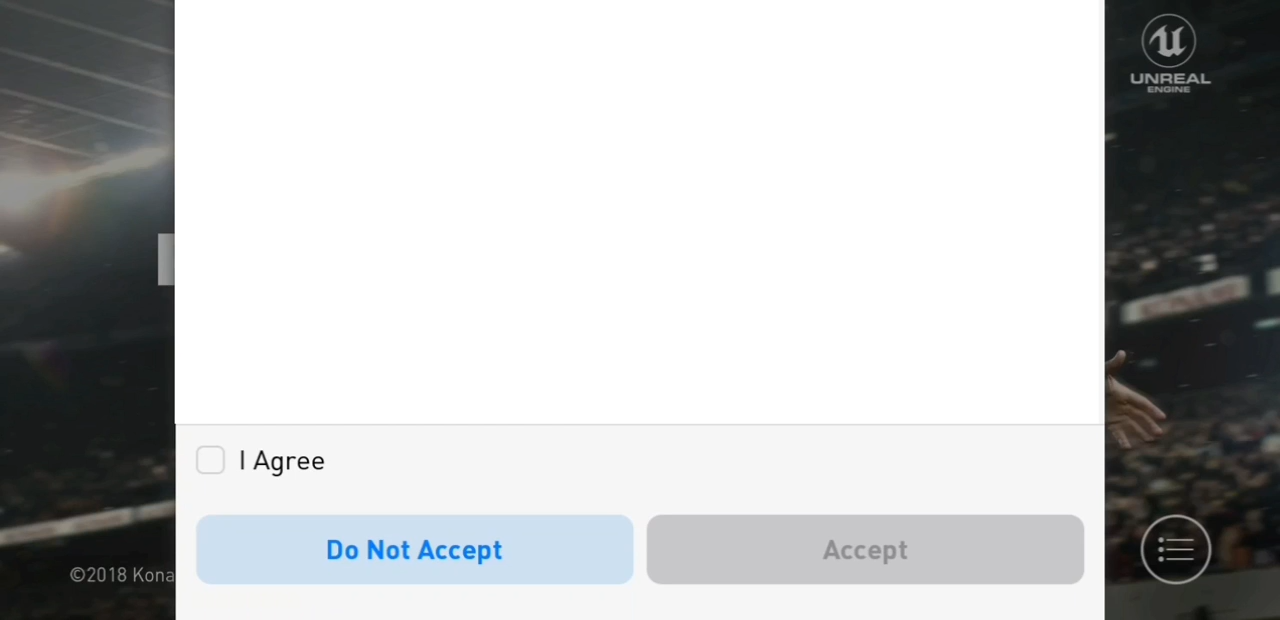 UNREAL
ENGINE
I Agree
Do Not Accept
Accept
©2018 Kona